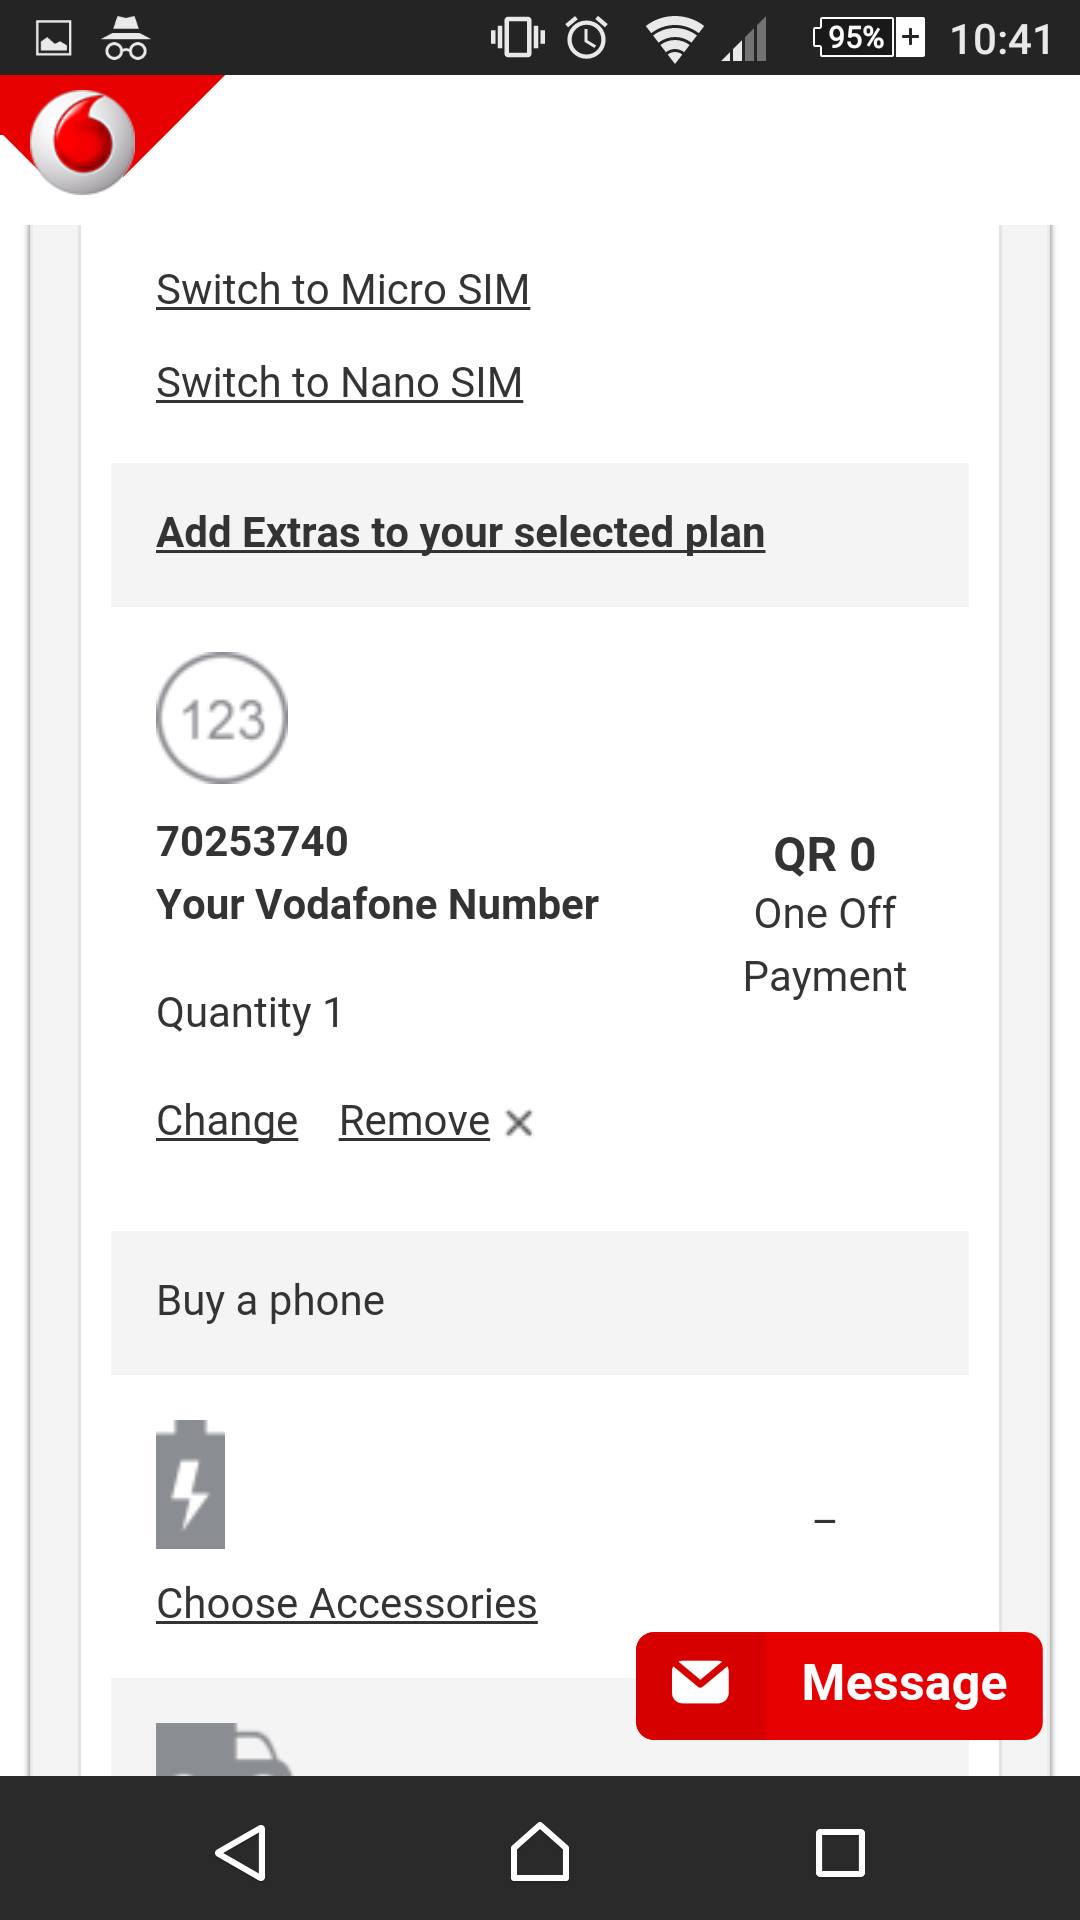 95% 10:41
Switch to Micro SIM
Switch to Nano SIM
Add Extras to your selected plan
123
70253740
Your Vodafone Number
QR 0
One Off
Payment
Quantity 1
Change Remove ×
Buy a phone
–
Choose Accessories
Message